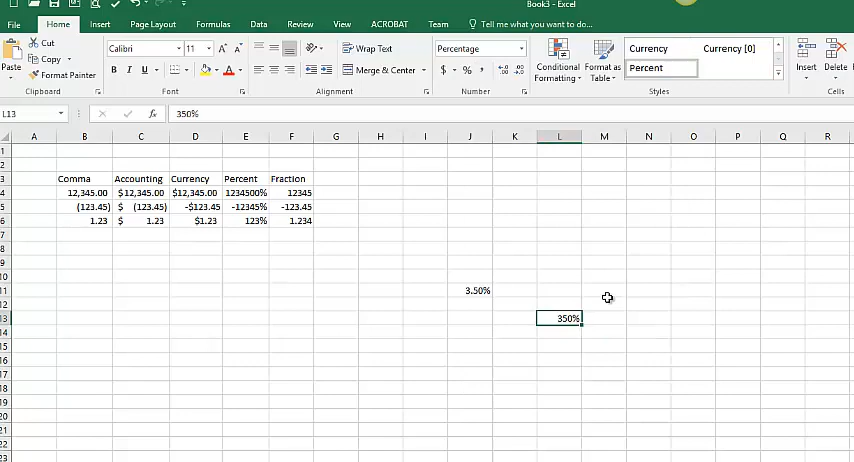 Book3 - Excel
File Home Insert Page Layout Formulas Data Review View ACROBAT Team Tell me what you want to do...
Cut
Copy
Format Painter
Paste
Clipboard
Calibri 11 A A
B I U A
Font
Wrap Text
Merge & Center
Alignment
Percentage
$ % , .00 .0
Number
Conditional Formatting
Format as Table
Currency Currency [0]
Percent
Styles
Insert Delete
Cells
L13 fx 350%
A B C D E F G H I J K L M N O P Q R
1
2
3 Comma Accounting Currency Percent Fraction
4 12,345.00 $ 12,345.00 $12,345.00 1234500% 12345
5 (123.45) $ (123.45) -$123.45 -12345% -123.45
6 1.23 $ 1.23 $1.23 123% 1.234
7
8
9
10
11 3.50%
12
13 350%
14
15
16
17
18
19
20
21
22
23